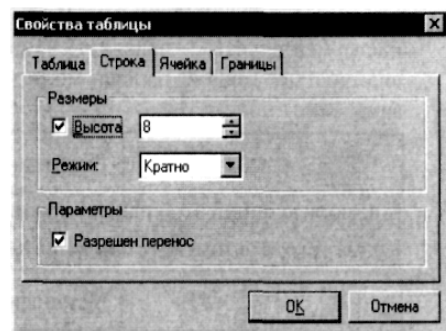 Свойства таблицы
Таблица Строка Ячейка Границы
Размеры
Высота 8
Режим: Кратно
Параметры
Разрешен перенос
OK Отмена